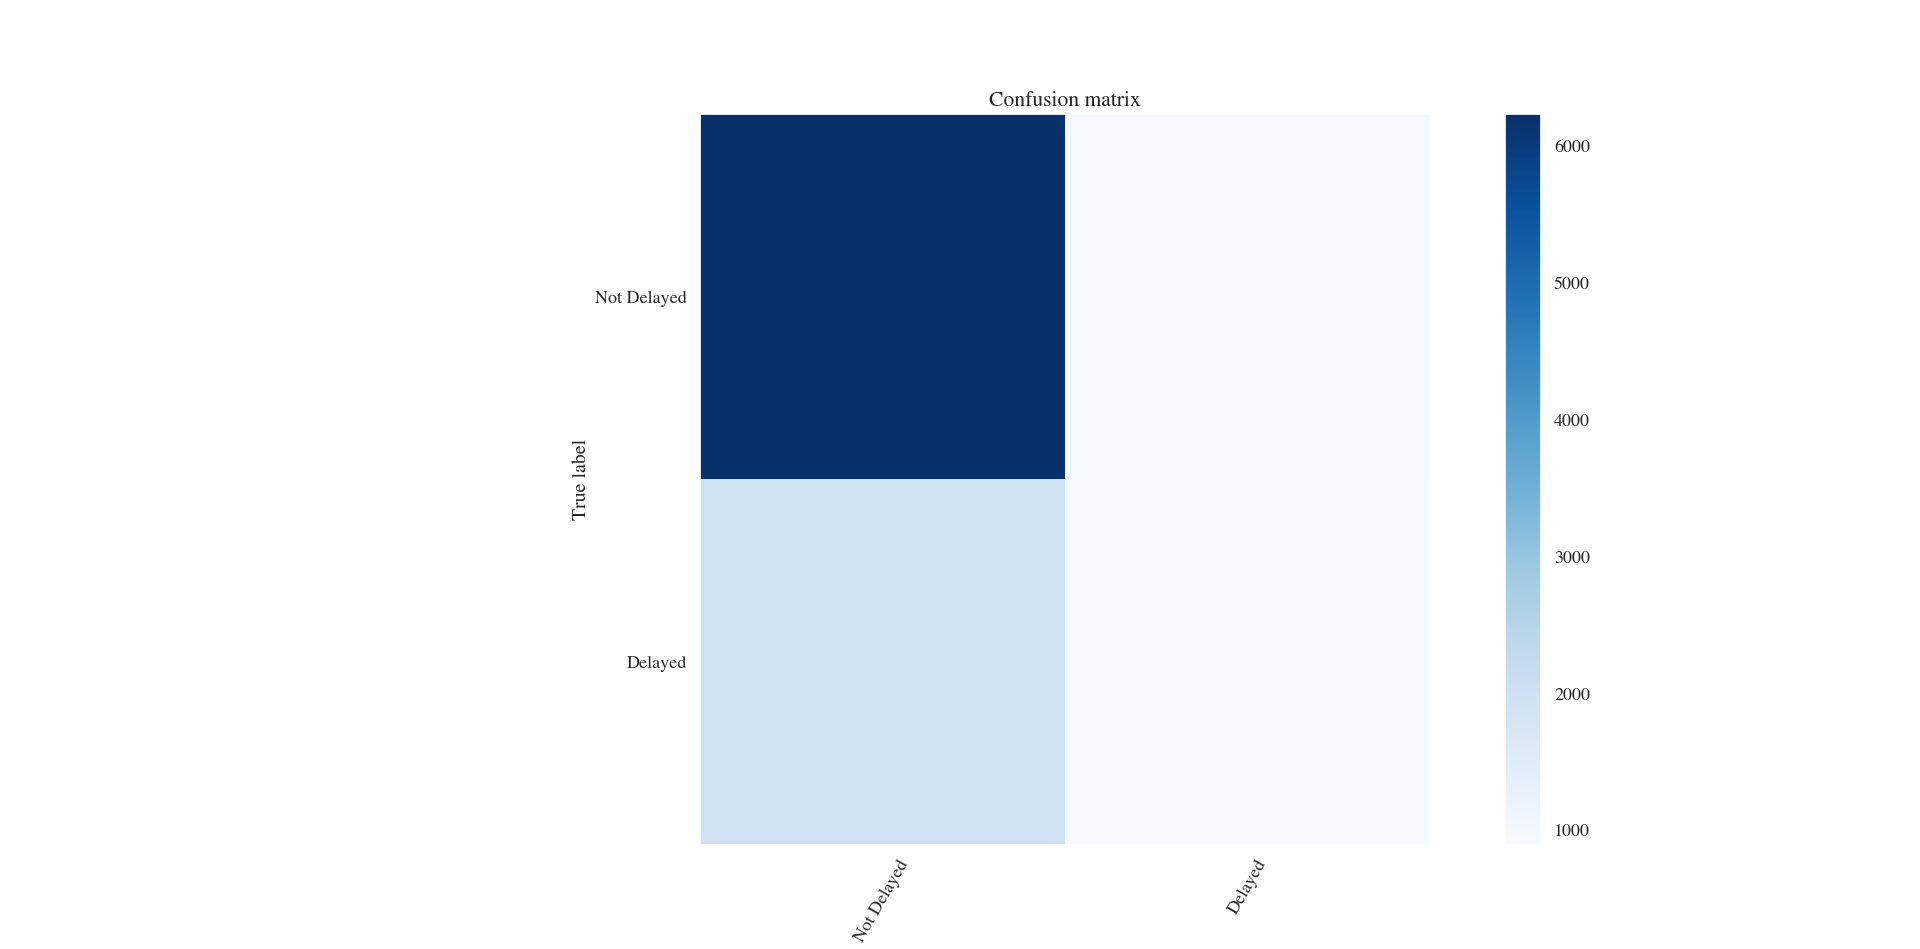 Confusion matrix
6000
5000
4000
3000
2000
1000
True label
Not Delayed
Delayed
Not Delayed
Delayed